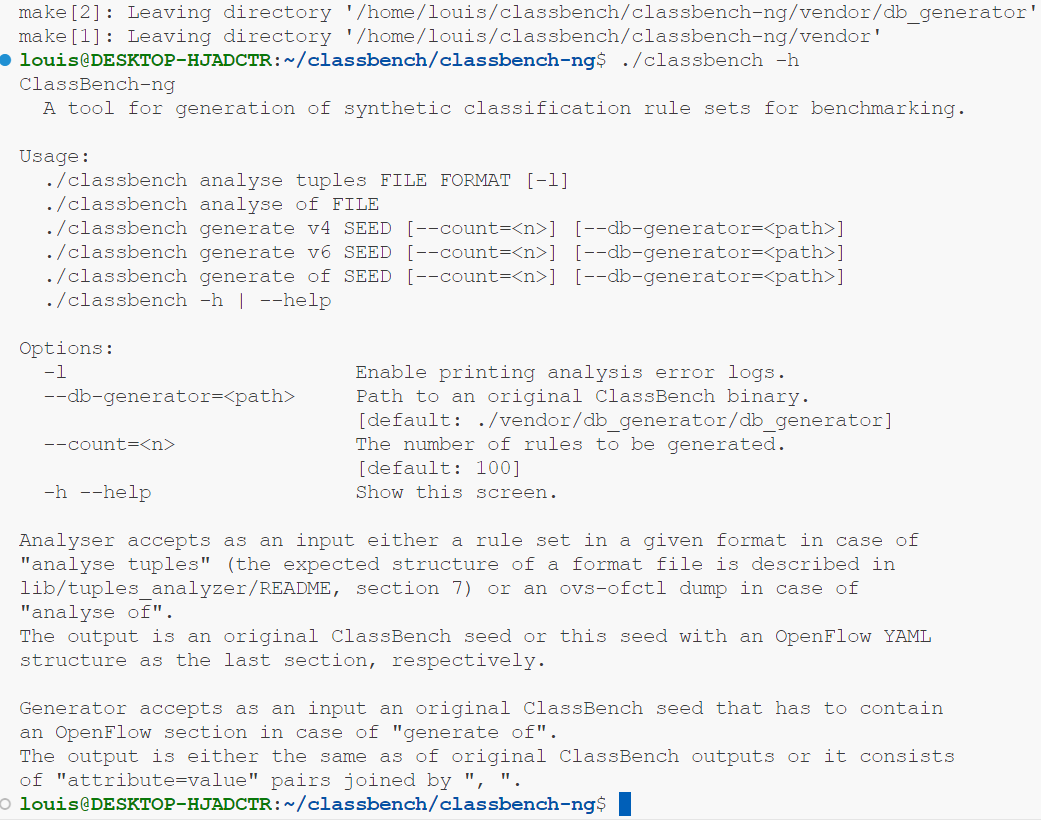 make[2]: Leaving directory '/home/louis/classbench/classbench-ng/vendor/db_generator'
make[1]: Leaving directory '/home/louis/classbench/classbench-ng/vendor'
louis@DESKTOP-HJADCTR:~/classbench/classbench-ng$ ./classbench -h
ClassBench-ng
  A tool for generation of synthetic classification rule sets for benchmarking.

Usage:
  ./classbench analyse tuples FILE FORMAT [-l]
  ./classbench analyse of FILE
  ./classbench generate v4 SEED [--count=<n>] [--db-generator=<path>]
  ./classbench generate v6 SEED [--count=<n>] [--db-generator=<path>]
  ./classbench generate of SEED [--count=<n>] [--db-generator=<path>]
  ./classbench -h | --help

Options:
  -l                        Enable printing analysis error logs.
  --db-generator=<path>     Path to an original ClassBench binary.
                            [default: ./vendor/db_generator/db_generator]
  --count=<n>               The number of rules to be generated.
                            [default: 100]
  -h --help                 Show this screen.

Analyser accepts as an input either a rule set in a given format in case of
"analyse tuples" (the expected structure of a format file is described in
lib/tuples_analyzer/README, section 7) or an ovs-ofctl dump in case of
"analyse of".
The output is an original ClassBench seed or this seed with an OpenFlow YAML
structure as the last section, respectively.

Generator accepts as an input an original ClassBench seed that has to contain
an OpenFlow section in case of "generate of".
The output is either the same as of original ClassBench outputs or it consists
of "attribute=value" pairs joined by ", ".
louis@DESKTOP-HJADCTR:~/classbench/classbench-ng$